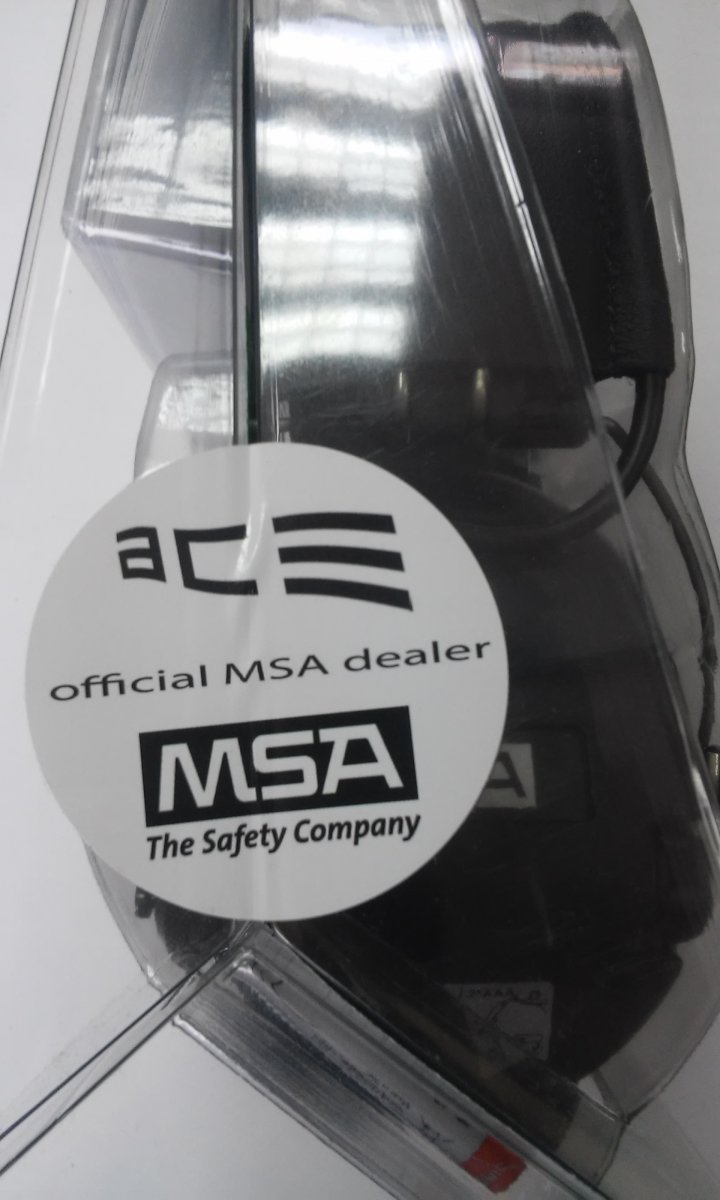 ace
official MSA dealer
MSA
The Safety Company